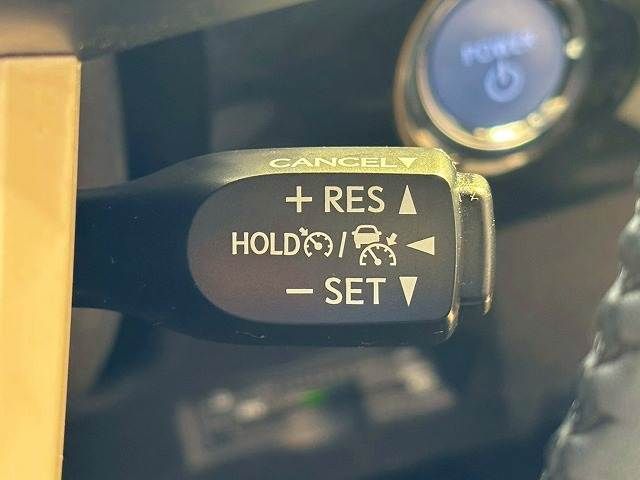 POWER
CANCEL▼
+ RES ▲
HOLD / ◀
− SET ▼